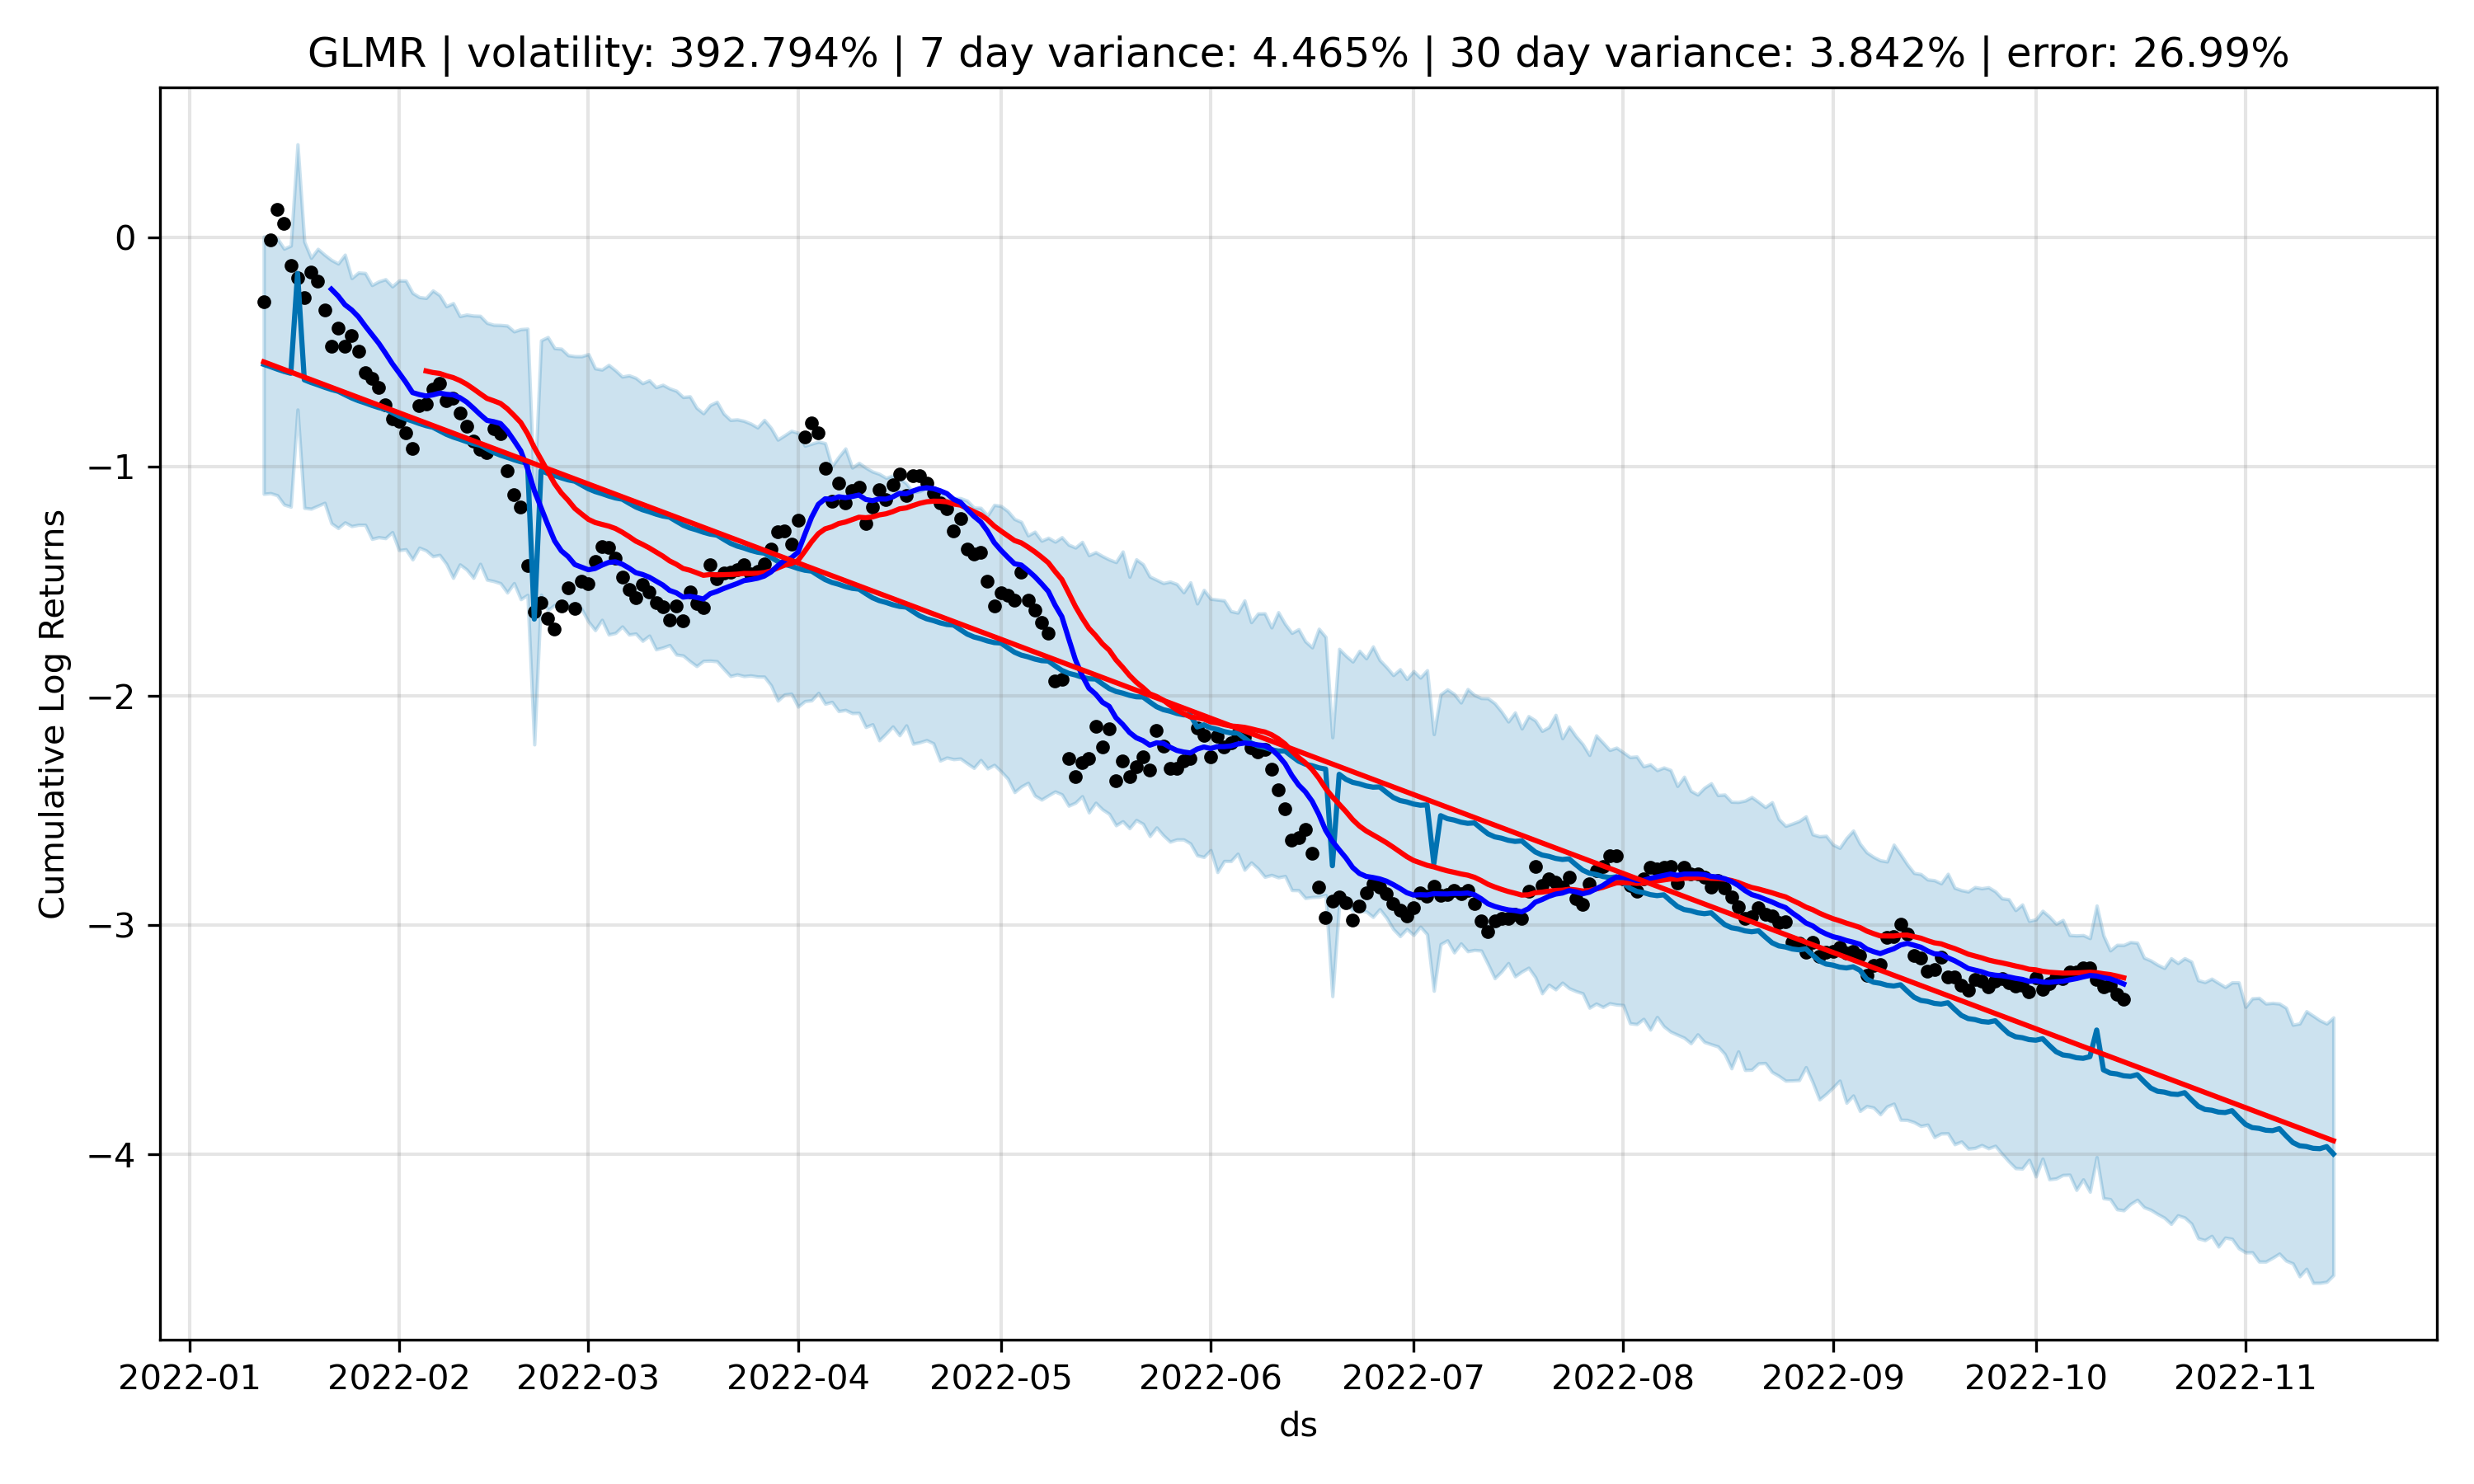 GLMR | volatility: 392.794% | 7 day variance: 4.465% | 30 day variance: 3.842% | error: 26.99%
Cumulative Log Returns
0
−1
−2
−3
−4
2022-01 2022-02 2022-03 2022-04 2022-05 2022-06 2022-07 2022-08 2022-09 2022-10 2022-11
ds